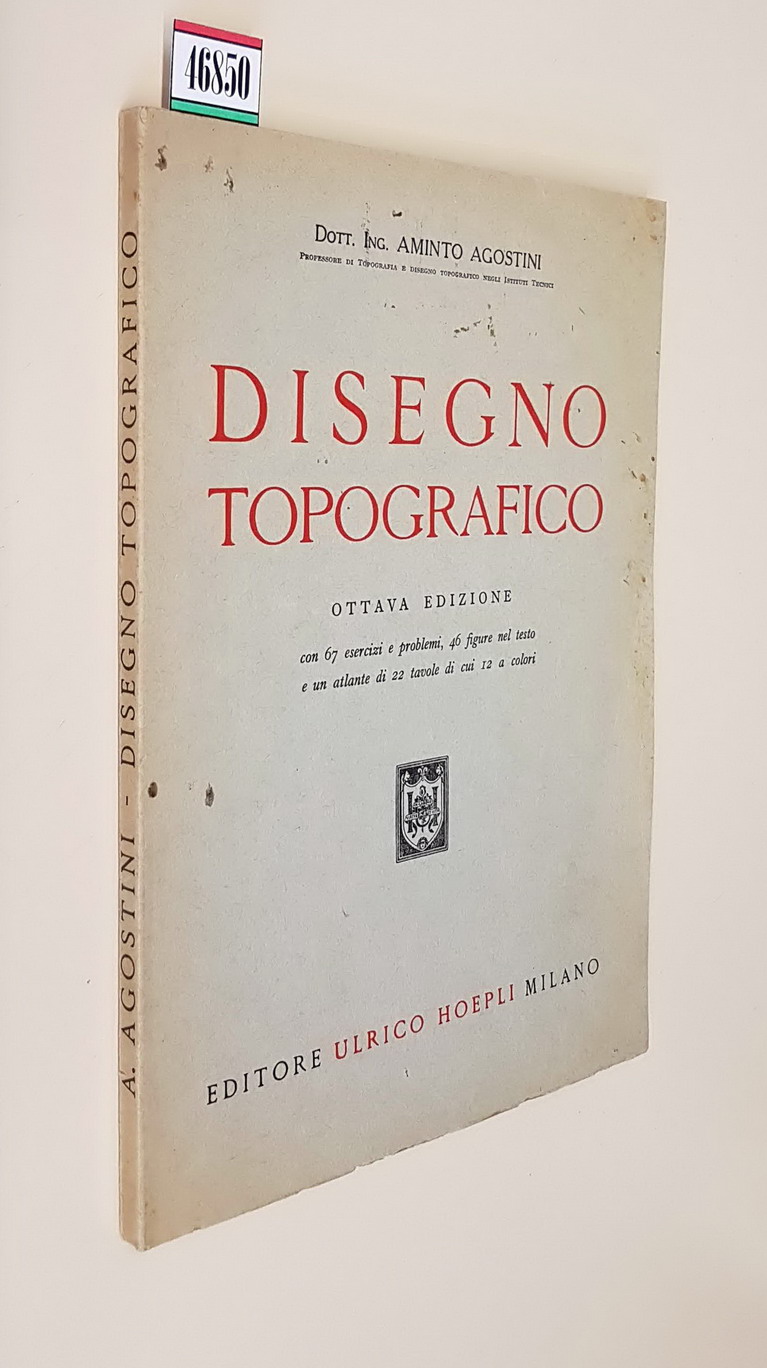 46850
Dott. Ing. AMINTO AGOSTINI
Professore di Topografia e disegno topografico negli Istituti Tecnici
DISEGNO
TOPOGRAFICO
OTTAVA EDIZIONE
con 67 esercizi e problemi, 46 figure nel testo
e un atlante di 22 tavole di cui 12 a colori
EDITORE ULRICO HOEPLI MILANO
A. AGOSTINI - DISEGNO TOPOGRAFICO